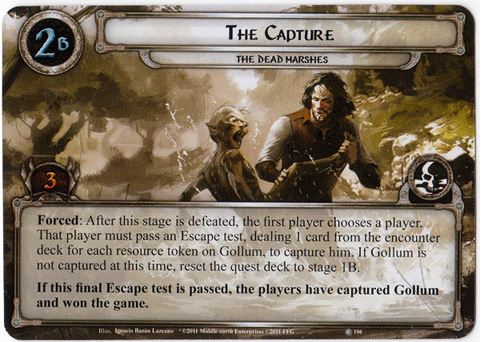 2B
THE CAPTURE
THE DEAD MARSHES
3
Forced: After this stage is defeated, the first player chooses a player.
That player must pass an Escape test, dealing 1 card from the encounter
deck for each resource token on Gollum, to capture him. If Gollum is
not captured at this time, reset the quest deck to stage 1B.
If this final Escape test is passed, the players have captured Gollum
and won the game.
Illus. Ignacio Bazán Lazcano ©2011 Middle-earth Enterprises ©2011 FFG 106